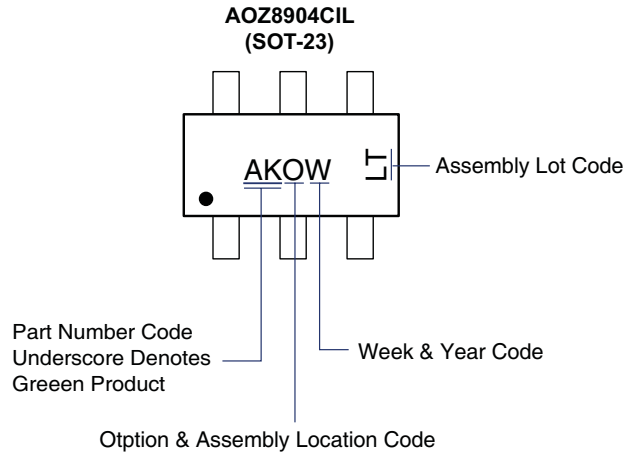 AOZ8904CIL
(SOT-23)
AKOW
LT
Assembly Lot Code
Part Number Code
Underscore Denotes
Greeen Product
Week & Year Code
Otption & Assembly Location Code